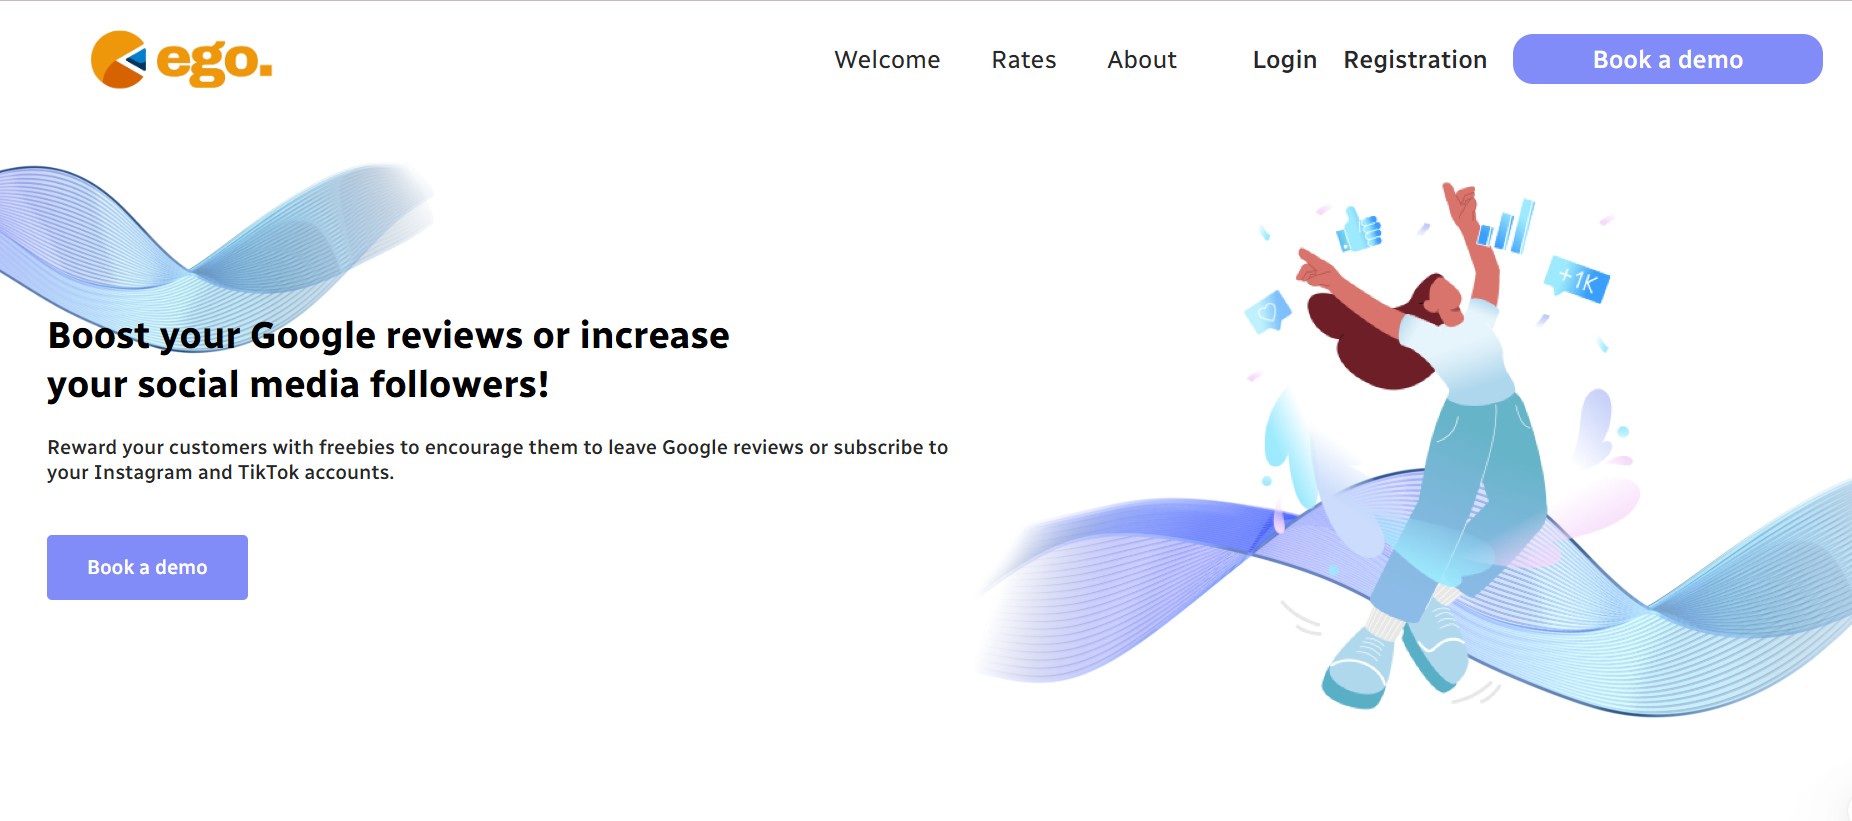 ego.
Welcome
Rates
About
Login
Registration
Book a demo
+1K
Boost your Google reviews or increase
your social media followers!
Reward your customers with freebies to encourage them to leave Google reviews or subscribe to
your Instagram and TikTok accounts.
Book a demo